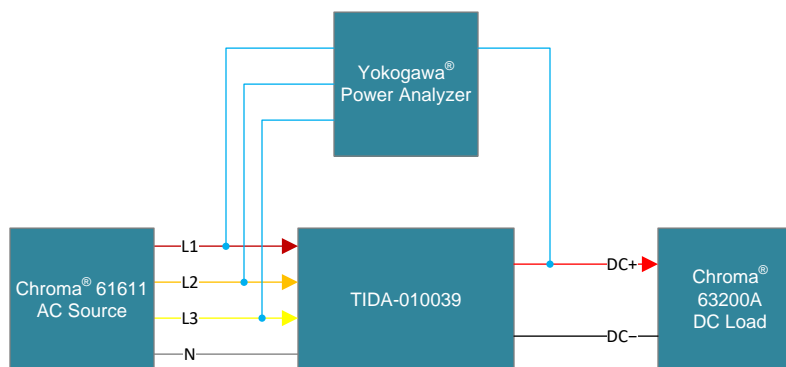 Yokogawa®
Power Analyzer
L1
L2
L3
N
Chroma® 61611
AC Source
TIDA-010039
DC+
DC–
Chroma®
63200A
DC Load